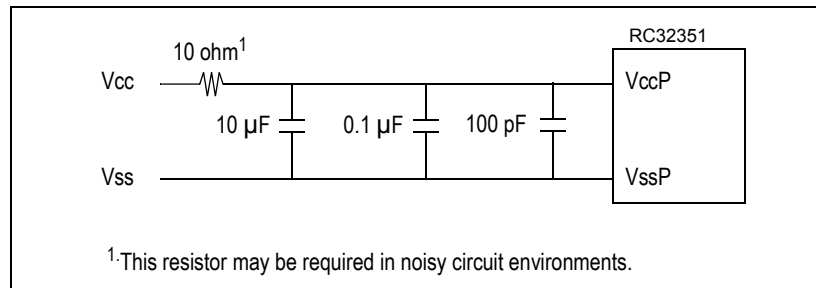 RC32351
10 ohm1
Vcc
VccP
10 µF
0.1 µF
100 pF
Vss
VssP
1.This resistor may be required in noisy circuit environments.